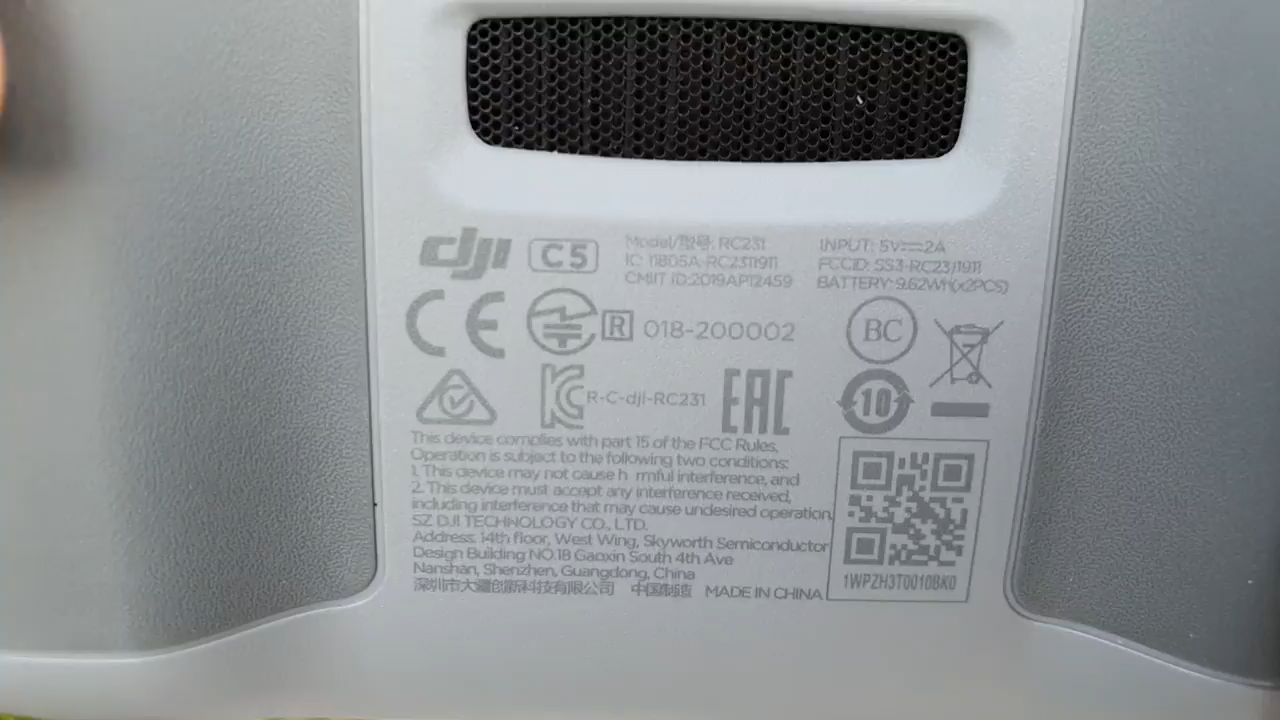 dji C5
Model/型号: RC231
IC: 11805A-RC2311911
CMIIT ID:2019AP12459
INPUT: 5V⎓2A
FCCID: SS3-RC2311911
BATTERY: 9.62Wh(x2PCS)
CE R 018-200002 BC
R-C-djI-RC231 EAC 10
This device complies with part 15 of the FCC Rules,
Operation is subject to the following two conditions:
1. This device may not cause h rmful interference, and
2. This device must accept any interference received,
including interference that may cause undesired operation.
SZ DJI TECHNOLOGY CO., LTD.
Address: 14th floor, West Wing, Skyworth Semiconductor
Design Building NO.18 Gaoxin South 4th Ave
Nanshan, Shenzhen, Guangdong, China
深圳市大疆创新科技有限公司 中国制造 MADE IN CHINA
1WPZH3T0010BK0